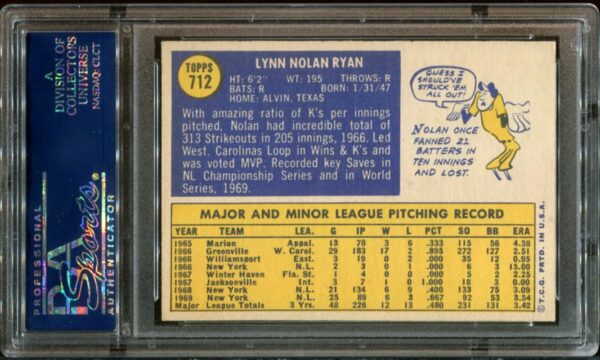 A
DIVISION OF
COLLECTORS
UNIVERSE
NASDAQ: CLCT
PROFESSIONAL
PSA
Sports
AUTHENTICATOR
TOPPS
712
LYNN NOLAN RYAN
HT: 6'2" WT: 195 THROWS: R
BATS: R BORN: 1/31/47
HOME: ALVIN, TEXAS
With amazing ratio of K's per innings
pitched, Nolan had incredible total of
313 Strikeouts in 205 innings, 1966. Led
West. Carolinas Loop in Wins & K's and
was voted MVP. Recorded key Saves in
NL Championship Series and in World
Series, 1969.
GUESS I
SHOULD'VE
STRUCK 'EM
ALL OUT!
NOLAN ONCE
FANNED 21
BATTERS IN
TEN INNINGS
AND LOST.
MAJOR AND MINOR LEAGUE PITCHING RECORD
YEAR TEAM LEA. G IP W L PCT SO BB ERA
1965 Marion Appal. 13 78 3 6 .333 115 56 4.38
1966 Greenville W. Carol. 29 183 17 2 .895 272 127 2.51
1966 Williamsport East. 3 19 0 2 .000 35 12 0.95
1966 New York N.L. 2 3 0 1 .000 6 3 15.00
1967 Winter Haven Fla. St. 1 4 0 0 .000 5 2 2.25
1967 Jacksonville Int. 3 7 1 0 1.000 18 3 0.00
1968 New York N.L. 21 134 6 9 .400 133 75 3.09
1969 New York N.L. 25 89 6 3 .667 92 53 3.54
Major League Totals 3 Yrs. 48 226 12 13 .480 231 131 3.42
© T.C.G. PRTD. IN U.S.A.